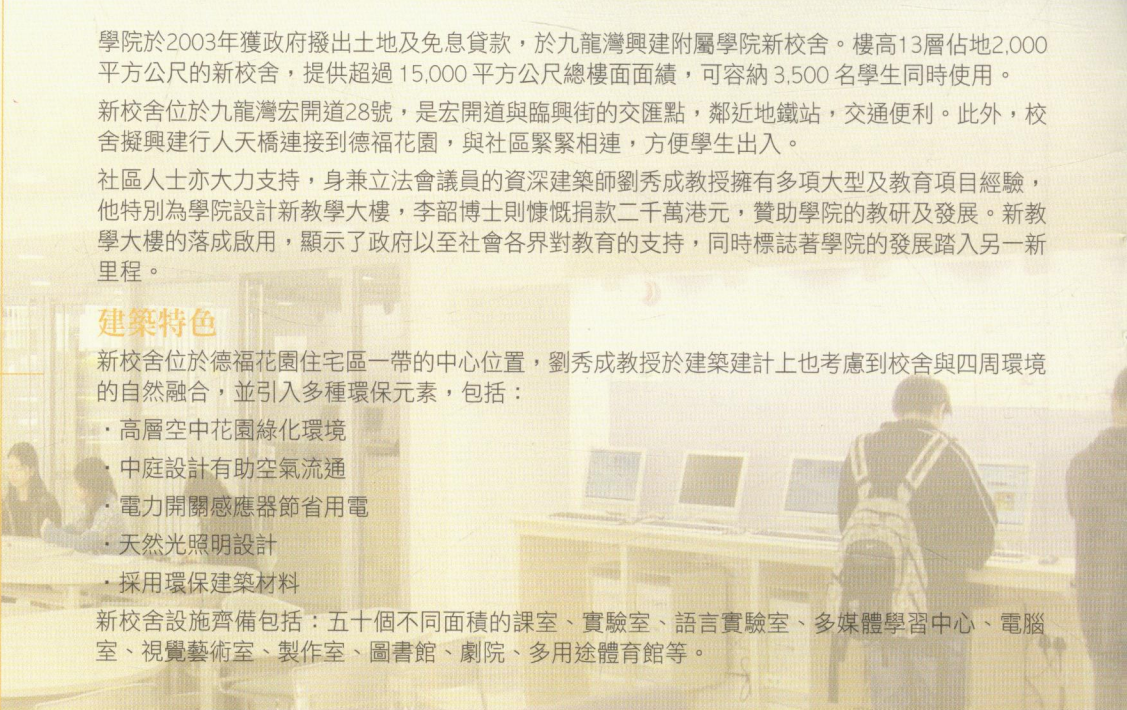 學院於2003年獲政府撥出土地及免息貸款，於九龍灣興建附屬學院新校舍。樓高13層佔地2,000
平方公尺的新校舍，提供超過 15,000 平方公尺總樓面面績，可容納 3,500 名學生同時使用。
新校舍位於九龍灣宏開道28號，是宏開道與臨興街的交匯點，鄰近地鐵站，交通便利。此外，校
舍擬興建行人天橋連接到德福花園，與社區緊緊相連，方便學生出入。
社區人士亦大力支持，身兼立法會議員的資深建築師劉秀成教授擁有多項大型及教育項目經驗，
他特別為學院設計新教學大樓，李韶博士則慷慨捐款二千萬港元，贊助學院的教研及發展。新教
學大樓的落成啟用，顯示了政府以至社會各界對教育的支持，同時標誌著學院的發展踏入另一新
里程。
建築特色
新校舍位於德福花園住宅區一帶的中心位置，劉秀成教授於建築建計上也考慮到校舍與四周環境
的自然融合，並引入多種環保元素，包括：
・高層空中花園綠化環境
・中庭設計有助空氣流通
・電力開關感應器節省用電
・天然光照明設計
・採用環保建築材料
新校舍設施齊備包括：五十個不同面積的課室、實驗室、語言實驗室、多媒體學習中心、電腦
室、視覺藝術室、製作室、圖書館、劇院、多用途體育館等。